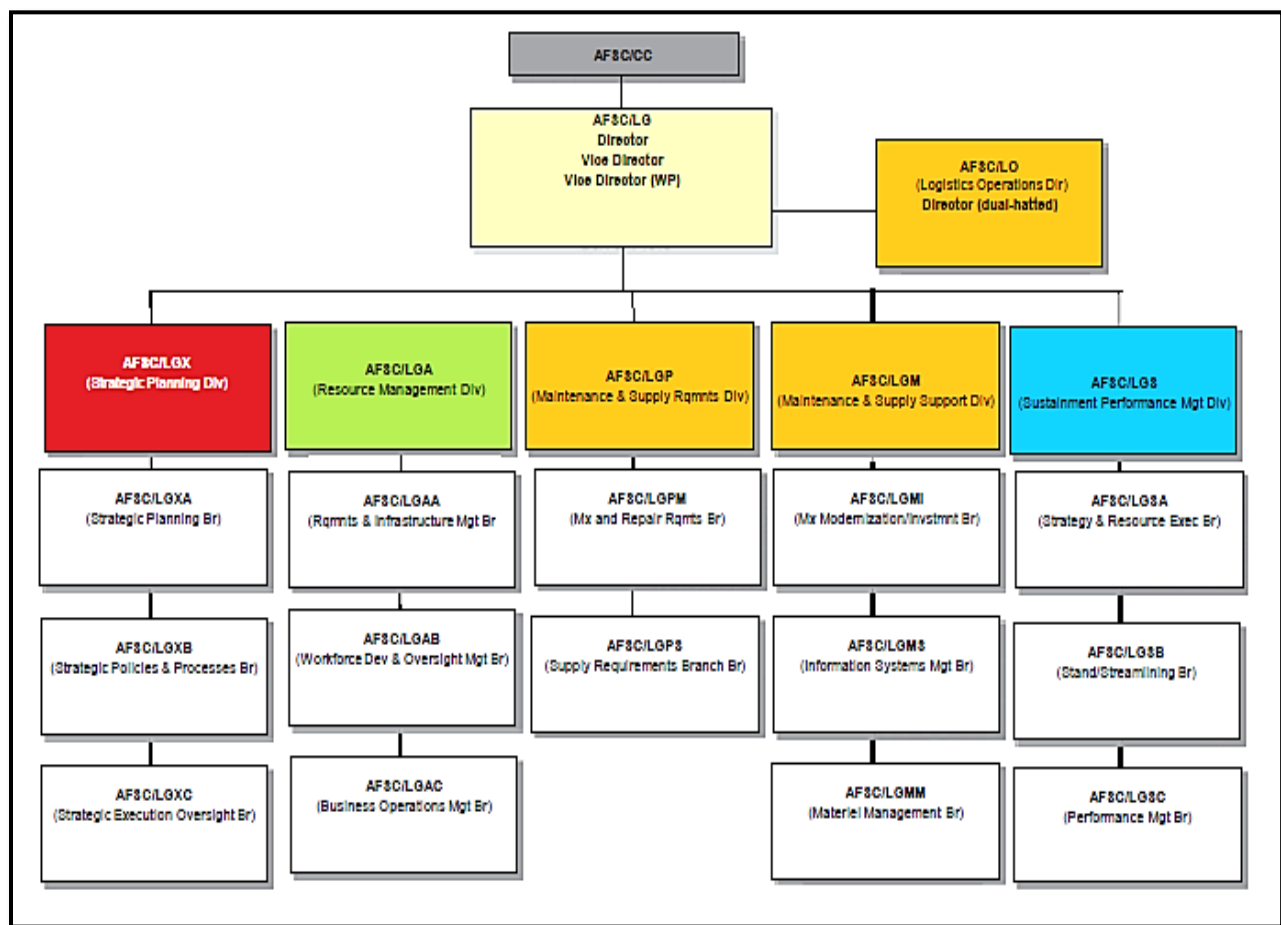 AFSC/CC
AFSC/LG
Director
Vice Director
Vice Director (WP)
AFSC/LO
(Logistics Operations Dir)
Director (dual-hatted)
AFSC/LGX
(Strategic Planning Div)
AFSC/LGA
(Resource Management Div)
AFSC/LGP
(Maintenance & Supply Rqmnts Div)
AFSC/LGM
(Maintenance & Supply Support Div)
AFSC/LGS
(Sustainment Performance Mgt Div)
AFSC/LGXA
(Strategic Planning Br)
AFSC/LGAA
(Rqmnts & Infrastructure Mgt Br
AFSC/LGPM
(Mx and Repair Rqmts Br)
AFSC/LGMI
(Mx Modernization/Invstmnt Br)
AFSC/LGSA
(Strategy & Resource Exec Br)
AFSC/LGXB
(Strategic Policies & Processes Br)
AFSC/LGAB
(Workforce Dev & Oversight Mgt Br)
AFSC/LGPS
(Supply Requirements Branch Br)
AFSC/LGMS
(Information Systems Mgt Br)
AFSC/LGSB
(Stand/Streamlining Br)
AFSC/LGXC
(Strategic Execution Oversight Br)
AFSC/LGAC
(Business Operations Mgt Br)
AFSC/LGMM
(Materiel Management Br)
AFSC/LGSC
(Performance Mgt Br)